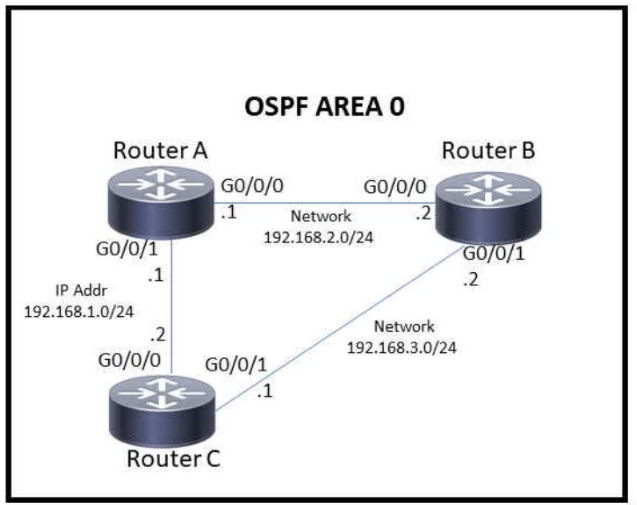 OSPF AREA 0
Router A
Router B
G0/0/0
G0/0/0
.1
Network
192.168.2.0/24
.2
G0/0/1
G0/0/1
.1
.2
IP Addr
192.168.1.0/24
Network
192.168.3.0/24
.2
G0/0/0
G0/0/1
.1
Router C